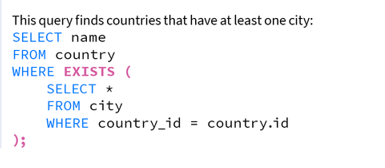 This query finds countries that have at least one city:
SELECT name
FROM country
WHERE EXISTS (
    SELECT *
    FROM city
    WHERE country_id = country.id
);